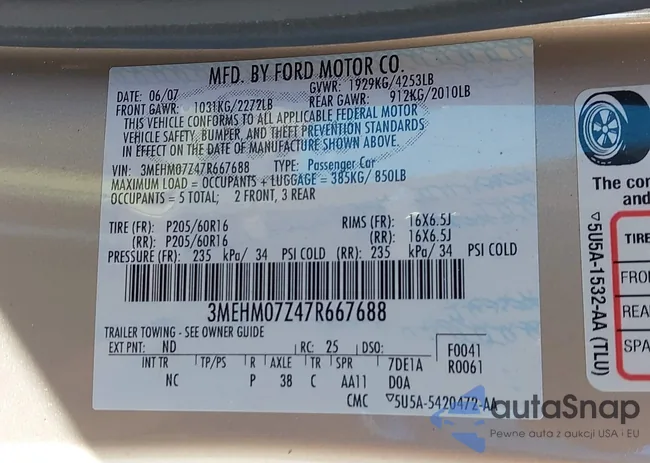 MFD. BY FORD MOTOR CO.
DATE: 06/07 GVWR: 1929KG/4253LB
FRONT GAWR: 1031KG/2272LB REAR GAWR: 912KG/2010LB
THIS VEHICLE CONFORMS TO ALL APPLICABLE FEDERAL MOTOR
VEHICLE SAFETY, BUMPER, AND THEFT PREVENTION STANDARDS
IN EFFECT ON THE DATE OF MANUFACTURE SHOWN ABOVE.
VIN: 3MEHM07Z47R667688 TYPE: Passenger Car
MAXIMUM LOAD = OCCUPANTS + LUGGAGE = 385KG/ 850LB
OCCUPANTS = 5 TOTAL; 2 FRONT, 3 REAR
TIRE (FR): P205/60R16 RIMS (FR): 16X6.5J
(RR): P205/60R16 (RR): 16X6.5J
PRESSURE (FR): 235 kPa/ 34 PSI COLD (RR): 235 kPa/ 34 PSI COLD
3MEHM07Z47R667688
TRAILER TOWING - SEE OWNER GUIDE
EXT PNT: ND RC: 25 DSO: F0041
R0061
INT TR TP/PS R AXLE TR SPR 7DE1A
NC P 38 C AA11 D0A
CMC 5U5A-5420472-AA
The con
and
5U5A-1532-AA (TLU)
TIRE
FRO
REA
SPA
autoSnap
Pewne auta z aukcji USA i EU